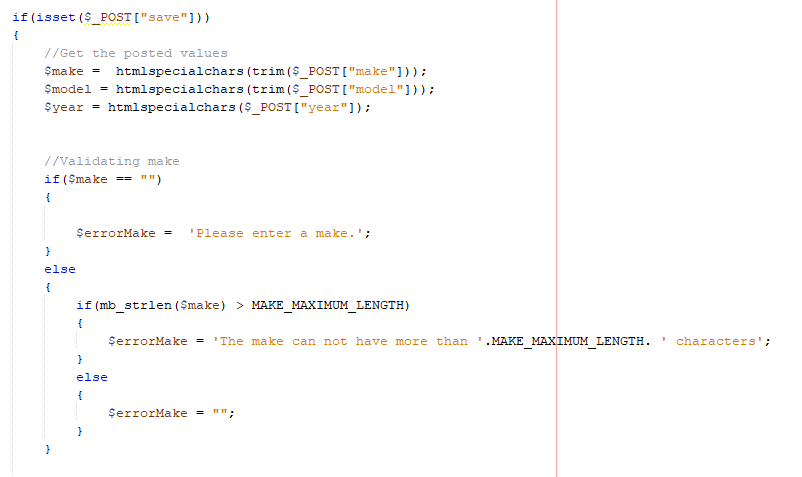 if(isset($_POST["save"]))
{
    //Get the posted values
    $make =  htmlspecialchars(trim($_POST["make"]));
    $model = htmlspecialchars(trim($_POST["model"]));
    $year = htmlspecialchars($_POST["year"]);
    //Validating make
    if($make == "")
    {
        $errorMake =  'Please enter a make.';
    }
    else
    {
        if(mb_strlen($make) > MAKE_MAXIMUM_LENGTH)
        {
            $errorMake = 'The make can not have more than '.MAKE_MAXIMUM_LENGTH. ' characters';
        }
        else
        {
            $errorMake = "";
        }
    }